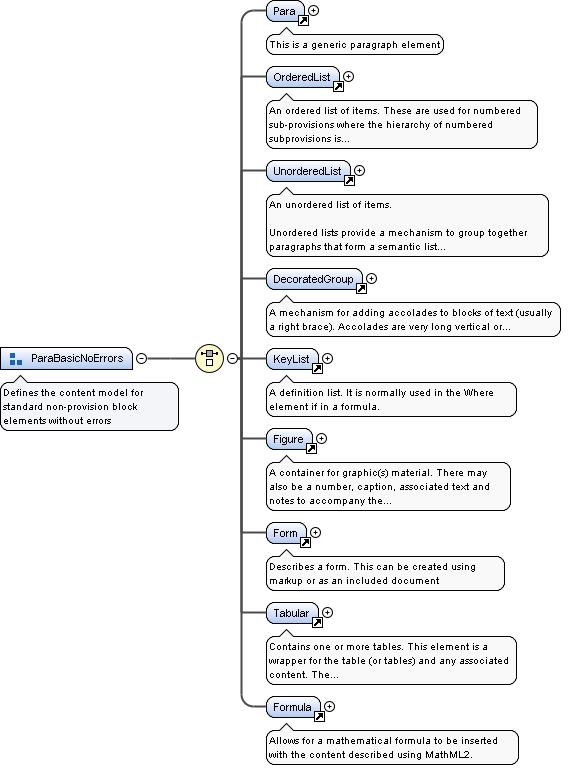 Para
This is a generic paragraph element
OrderedList
An ordered list of items. These are used for numbered
sub-provisions where the hierarchy of numbered
subprovisions is...
UnorderedList
An unordered list of items.
Unordered lists provide a mechanism to group together
paragraphs that form a semantic list...
DecoratedGroup
A mechanism for adding accolades to blocks of text (usually
a right brace). Accolades are very long vertical or...
ParaBasicNoErrors
Defines the content model for
standard non-provision block
elements without errors
KeyList
A definition list. It is normally used in the Where
element if in a formula.
Figure
A container for graphic(s) material. There may
also be a number, caption, associated text and
notes to accompany the...
Form
Describes a form. This can be created using
markup or as an included document
Tabular
Contains one or more tables. This element is a
wrapper for the table (or tables) and any associated
content. The...
Formula
Allows for a mathematical formula to be inserted
with the content described using MathML2.